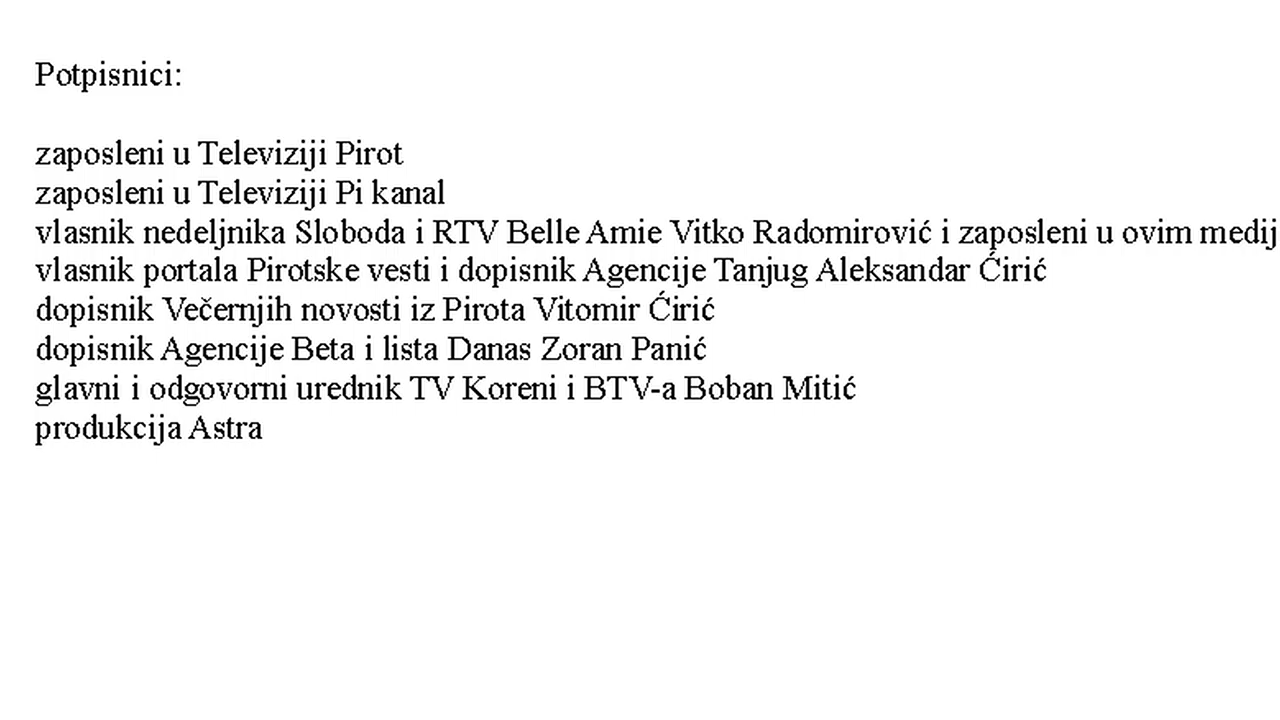 Potpisnici:
zaposleni u Televiziji Pirot
zaposleni u Televiziji Pi kanal
vlasnik nedeljnika Sloboda i RTV Belle Amie Vitko Radomirović i zaposleni u ovim medij
vlasnik portala Pirotske vesti i dopisnik Agencije Tanjug Aleksandar Ćirić
dopisnik Večernjih novosti iz Pirota Vitomir Ćirić
dopisnik Agencije Beta i lista Danas Zoran Panić
glavni i odgovorni urednik TV Koreni i BTV-a Boban Mitić
produkcija Astra